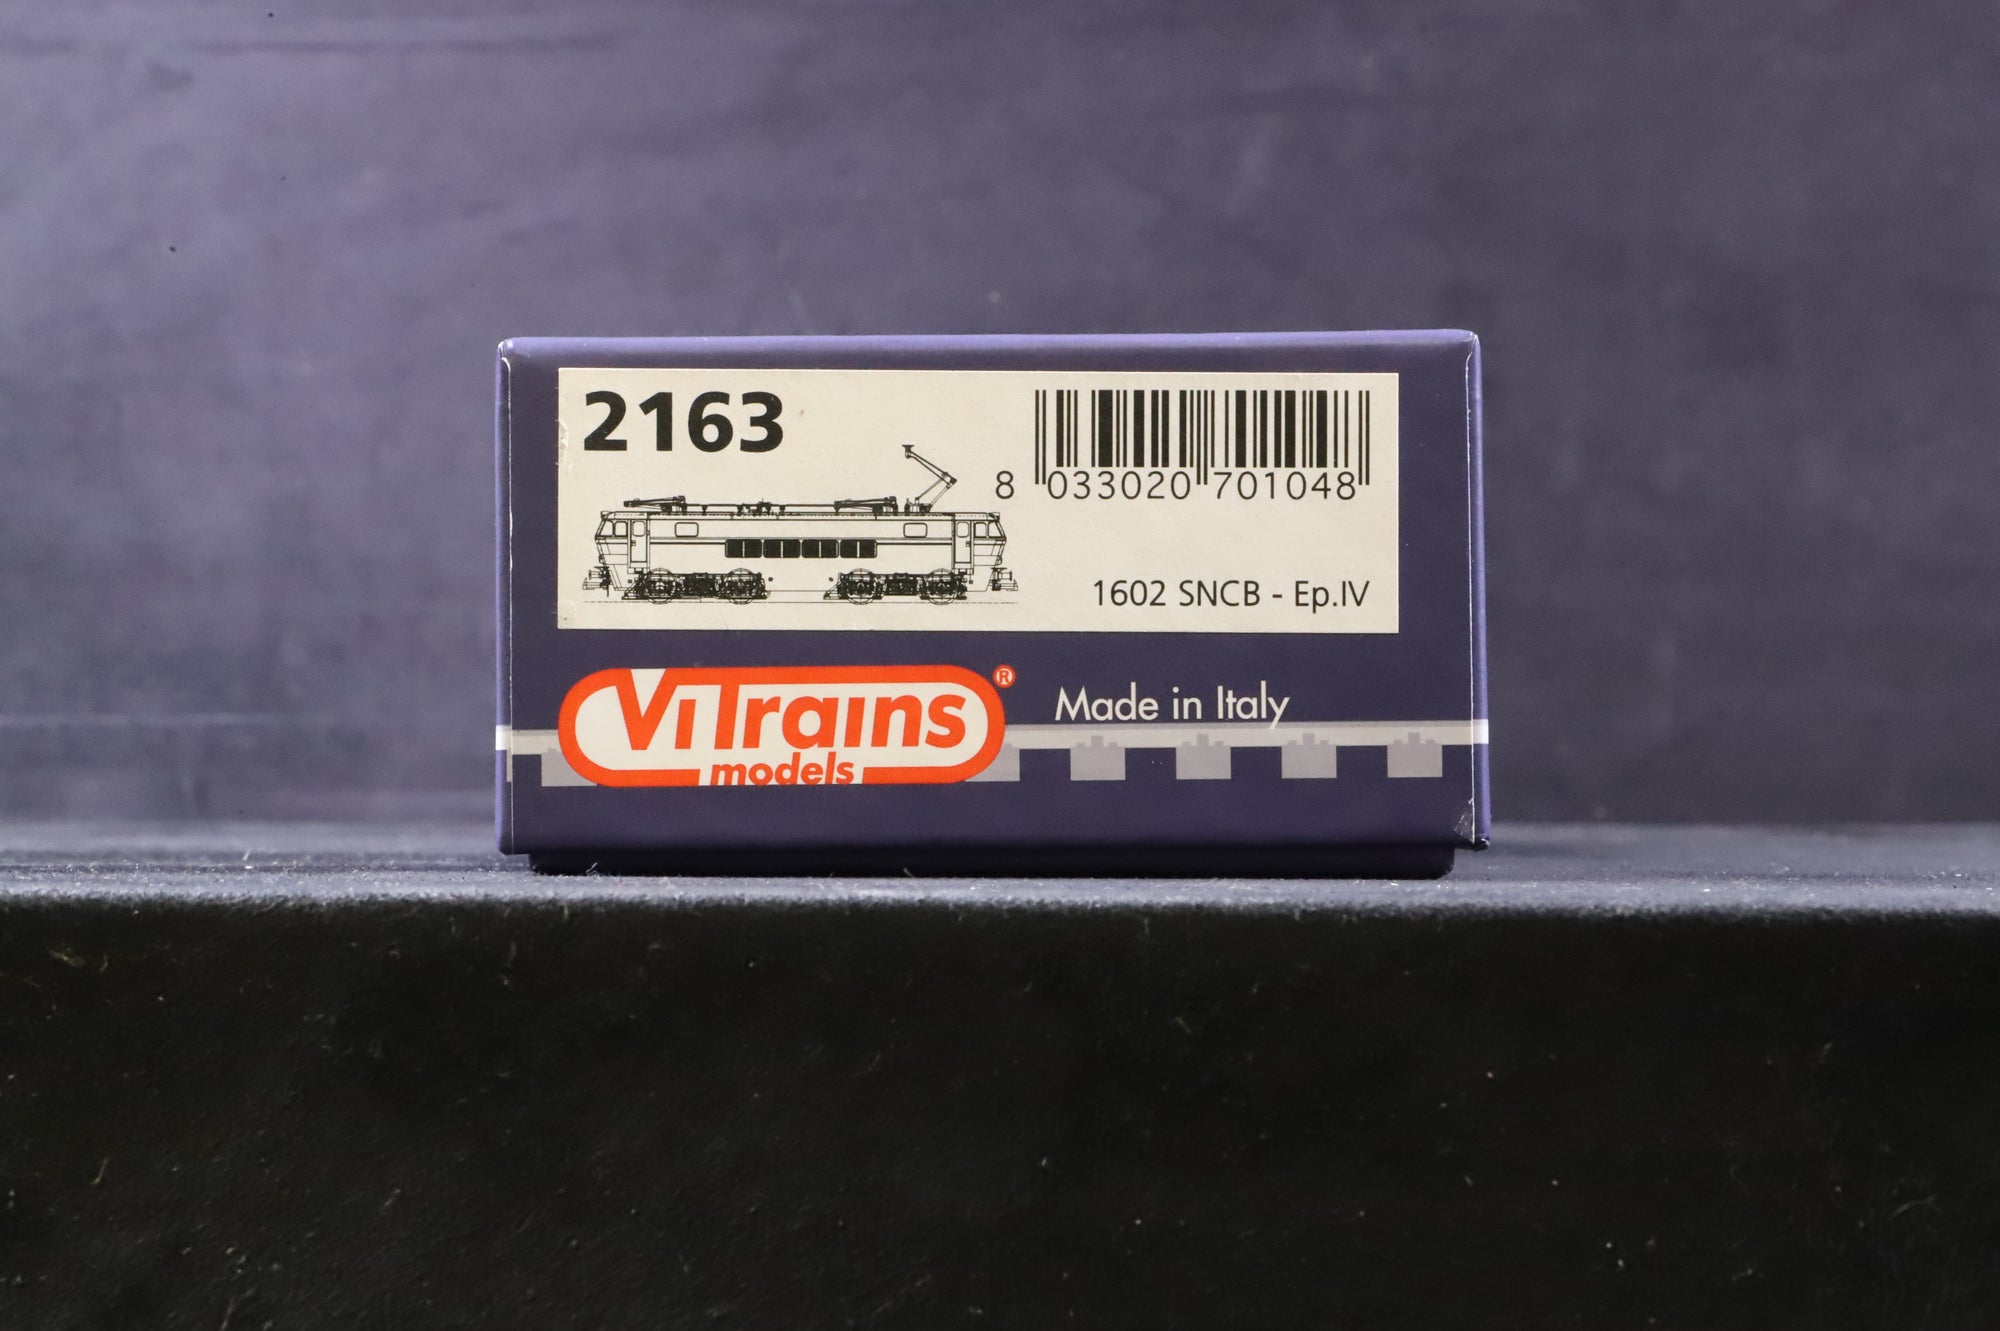 2163
8 033020 701048
1602 SNCB - Ep.IV
ViTrains ®
models
Made in Italy